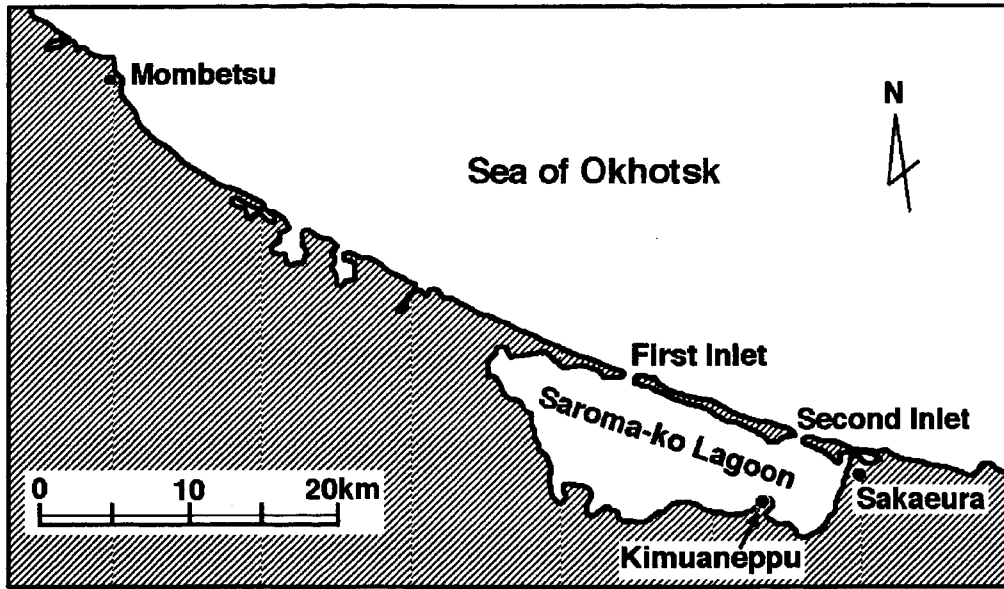 Mombetsu
N
Sea of Okhotsk
First Inlet
Second Inlet
Saroma-ko Lagoon
Sakaeura
Kimuaneppu
0 10 20km